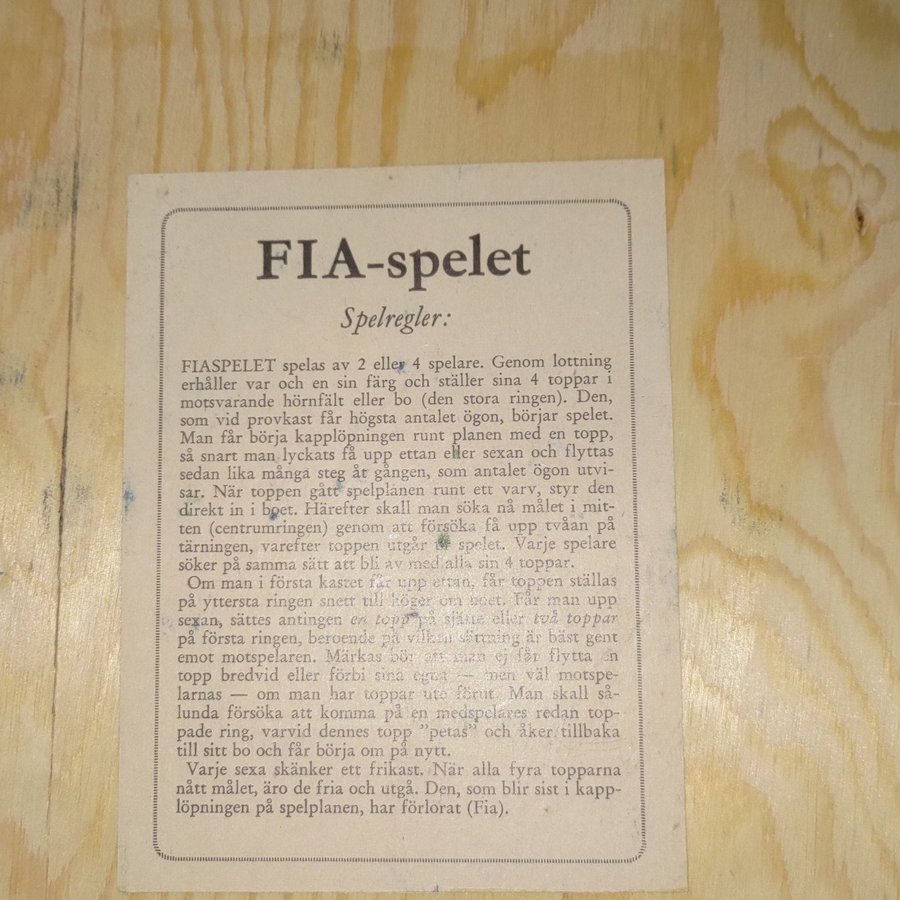 FIA-spelet
Spelregler:
FIASPELET spelas av 2 eller 4 spelare. Genom lottning
erhåller var och en sin färg och ställer sina 4 toppar i
motsvarande hörnfält eller bo (den stora ringen). Den,
som vid provkast får högsta antalet ögon, börjar spelet.
Man får börja kapplöpningen runt planen med en topp,
så snart man lyckats få upp ettan eller sexan och flyttas
sedan lika många steg åt gången, som antalet ögon utvi-
sar. När toppen gått spelplanen runt ett varv, styr den
direkt in i boet. Härefter skall man söka nå målet i mit-
ten (centrumringen) genom att försöka få upp tvåan på
tärningen, varefter toppen utgår ur spelet. Varje spelare
söker på samma sätt att bli av med alla sin 4 toppar.
Om man i första kastet får upp ettan, får toppen ställas
på yttersta ringen snett till höger om boet. Får man upp
sexan, sättes antingen en topp på sjätte eller två toppar
på första ringen, beroende på vilken sättning är bäst gent
emot motspelaren. Märkas bör att man ej får flytta en
topp bredvid eller förbi sina egna — men väl motspe-
larnas — om man har toppar ute förut. Man skall så-
lunda försöka att komma på en medspelares redan top-
pade ring, varvid dennes topp "petas" och åker tillbaka
till sitt bo och får börja om på nytt.
Varje sexa skänker ett frikast. När alla fyra topparna
nått målet, äro de fria och utgå. Den, som blir sist i kapp-
löpningen på spelplanen, har förlorat (Fia).